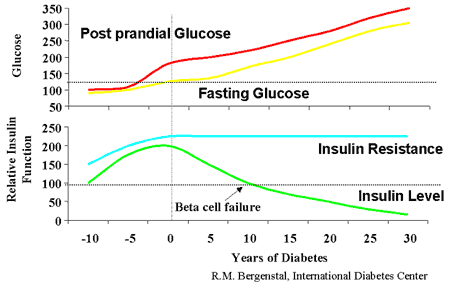 350
300
250
200
150
100
50
Glucose
Post prandial Glucose
Fasting Glucose
250
200
150
100
50
0
Relative Insulin
Function
Insulin Resistance
Insulin Level
Beta cell failure
-10 -5 0 5 10 15 20 25 30
Years of Diabetes
R.M. Bergenstal, International Diabetes Center